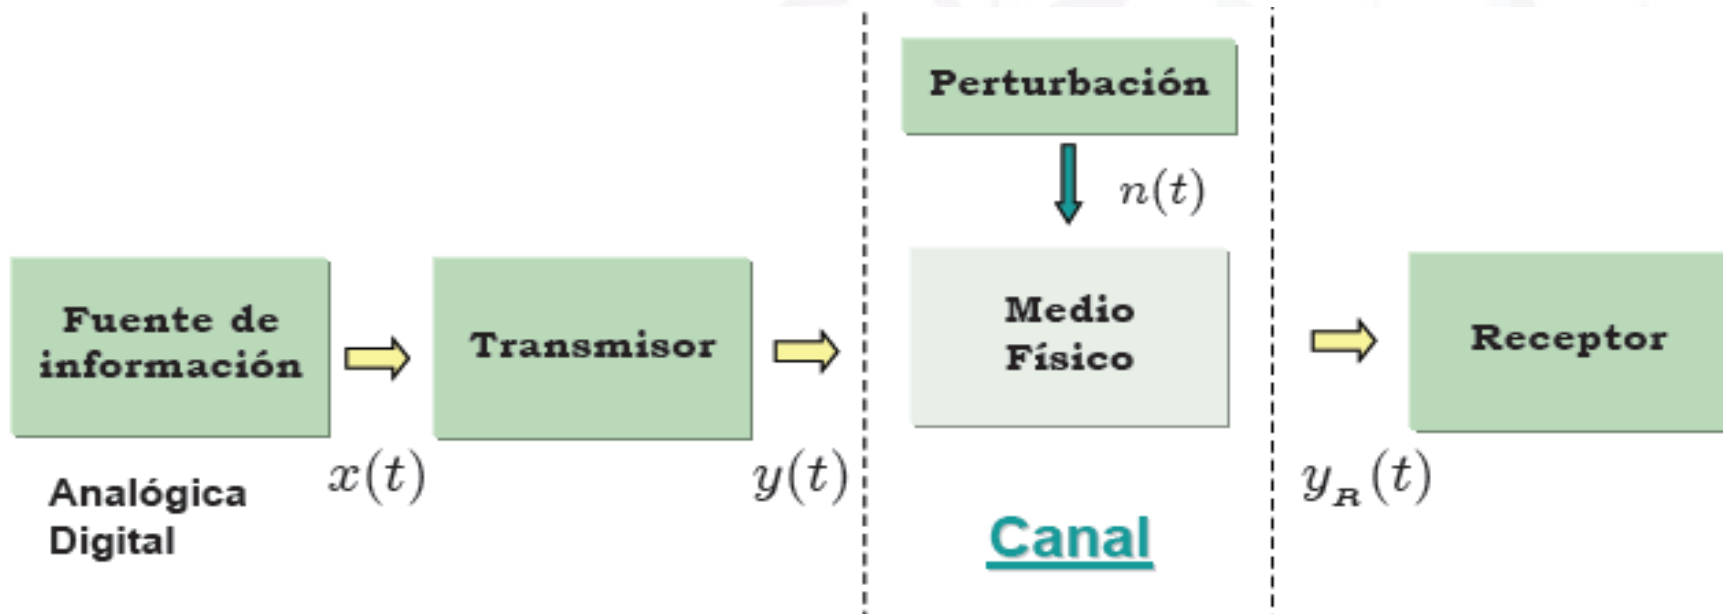 Perturbación
n(t)
Fuente de
información
Transmisor
Medio
Físico
Receptor
x(t)
y(t)
y_R(t)
Analógica
Digital
Canal